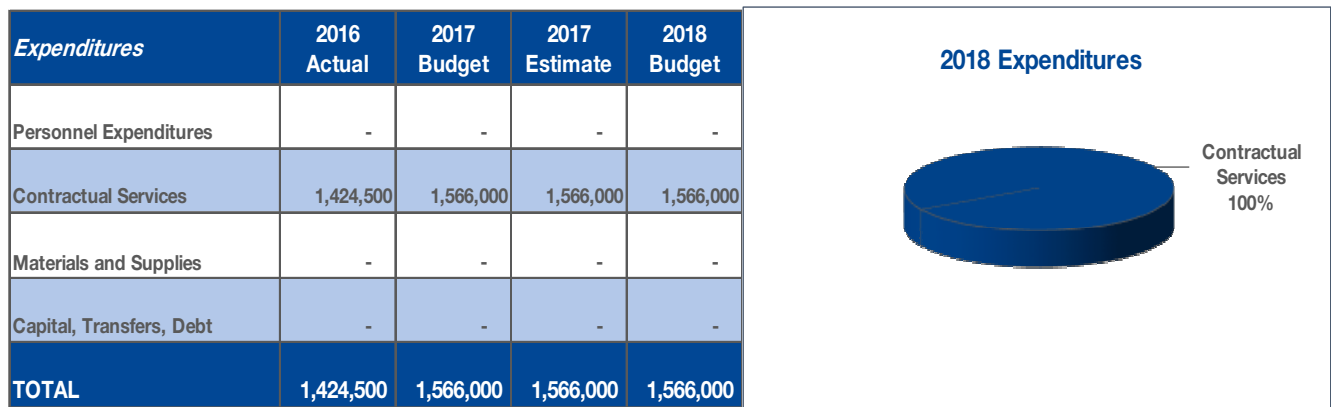 Expenditures 2016 Actual 2017 Budget 2017 Estimate 2018 Budget
Personnel Expenditures - - - -
Contractual Services 1,424,500 1,566,000 1,566,000 1,566,000
Materials and Supplies - - - -
Capital, Transfers, Debt - - - -
TOTAL 1,424,500 1,566,000 1,566,000 1,566,000
2018 Expenditures
Contractual
Services
100%